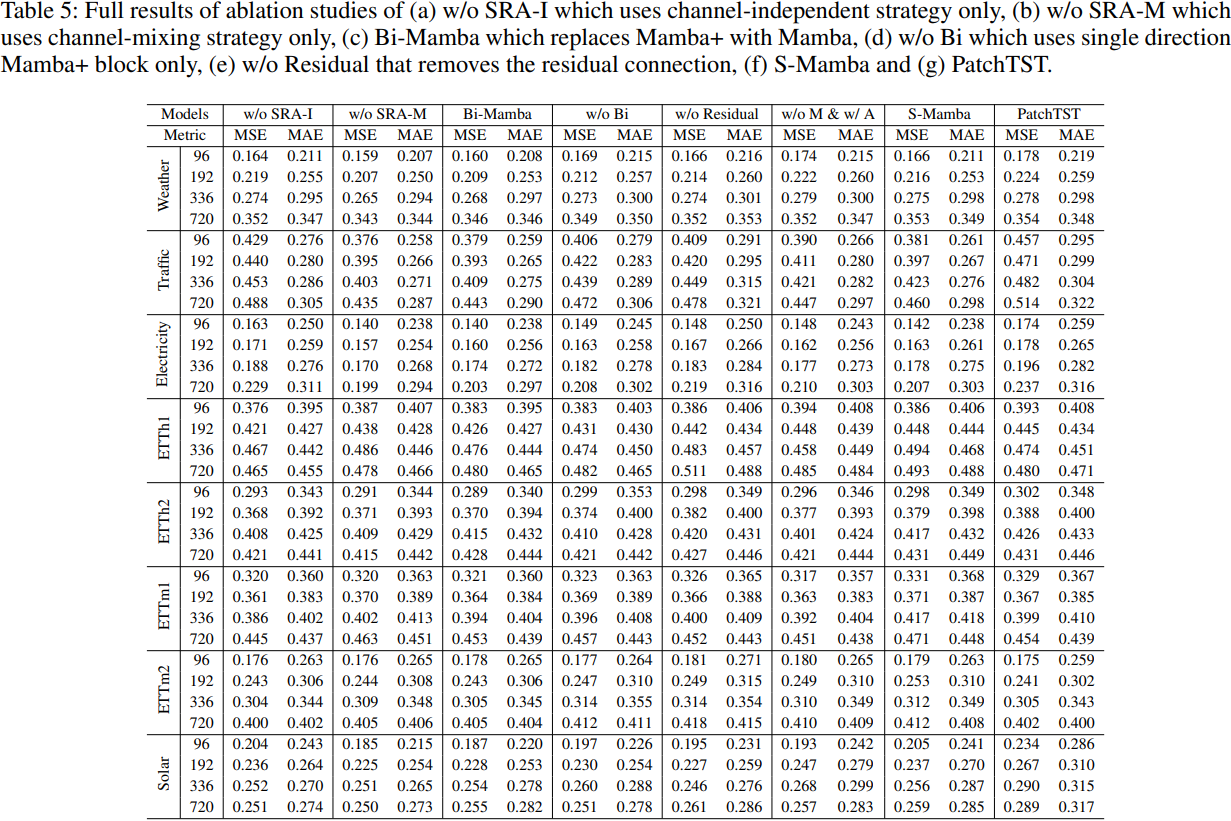 Table 5: Full results of ablation studies of (a) w/o SRA-I which uses channel-independent strategy only, (b) w/o SRA-M which
uses channel-mixing strategy only, (c) Bi-Mamba which replaces Mamba+ with Mamba, (d) w/o Bi which uses single direction
Mamba+ block only, (e) w/o Residual that removes the residual connection, (f) S-Mamba and (g) PatchTST.
Models w/o SRA-I w/o SRA-M Bi-Mamba w/o Bi w/o Residual w/o M & w/ A S-Mamba PatchTST
Metric MSE MAE MSE MAE MSE MAE MSE MAE MSE MAE MSE MAE MSE MAE MSE MAE
Weather
96 0.164 0.211 0.159 0.207 0.160 0.208 0.169 0.215 0.166 0.216 0.174 0.215 0.166 0.211 0.178 0.219
192 0.219 0.255 0.207 0.250 0.209 0.253 0.212 0.257 0.214 0.260 0.222 0.260 0.216 0.253 0.224 0.259
336 0.274 0.295 0.265 0.294 0.268 0.297 0.273 0.300 0.274 0.301 0.279 0.300 0.275 0.298 0.278 0.298
720 0.352 0.347 0.343 0.344 0.346 0.346 0.349 0.350 0.352 0.353 0.352 0.347 0.353 0.349 0.354 0.348
Traffic
96 0.429 0.276 0.376 0.258 0.379 0.259 0.406 0.279 0.409 0.291 0.390 0.266 0.381 0.261 0.457 0.295
192 0.440 0.280 0.395 0.266 0.393 0.265 0.422 0.283 0.420 0.295 0.411 0.280 0.397 0.267 0.471 0.299
336 0.453 0.286 0.403 0.271 0.409 0.275 0.439 0.289 0.449 0.315 0.421 0.282 0.423 0.276 0.482 0.304
720 0.488 0.305 0.435 0.287 0.443 0.290 0.472 0.306 0.478 0.321 0.447 0.297 0.460 0.298 0.514 0.322
Electricity
96 0.163 0.250 0.140 0.238 0.140 0.238 0.149 0.245 0.148 0.250 0.148 0.243 0.142 0.238 0.174 0.259
192 0.171 0.259 0.157 0.254 0.160 0.256 0.163 0.258 0.167 0.266 0.162 0.256 0.163 0.261 0.178 0.265
336 0.188 0.276 0.170 0.268 0.174 0.272 0.182 0.278 0.183 0.284 0.177 0.273 0.178 0.275 0.196 0.282
720 0.229 0.311 0.199 0.294 0.203 0.297 0.208 0.302 0.219 0.316 0.210 0.303 0.207 0.303 0.237 0.316
ETTh1
96 0.376 0.395 0.387 0.407 0.383 0.395 0.383 0.403 0.386 0.406 0.394 0.408 0.386 0.406 0.393 0.408
192 0.421 0.427 0.438 0.428 0.426 0.427 0.431 0.430 0.442 0.434 0.448 0.439 0.448 0.444 0.445 0.434
336 0.467 0.442 0.486 0.446 0.476 0.444 0.474 0.450 0.483 0.457 0.458 0.449 0.494 0.468 0.474 0.451
720 0.465 0.455 0.478 0.466 0.480 0.465 0.482 0.465 0.511 0.488 0.485 0.484 0.493 0.488 0.480 0.471
ETTh2
96 0.293 0.343 0.291 0.344 0.289 0.340 0.299 0.353 0.298 0.349 0.296 0.346 0.298 0.349 0.302 0.348
192 0.368 0.392 0.371 0.393 0.370 0.394 0.374 0.400 0.382 0.400 0.377 0.393 0.379 0.398 0.388 0.400
336 0.408 0.425 0.409 0.429 0.415 0.432 0.410 0.428 0.420 0.431 0.401 0.424 0.417 0.432 0.426 0.433
720 0.421 0.441 0.415 0.442 0.428 0.444 0.421 0.442 0.427 0.446 0.421 0.444 0.431 0.449 0.431 0.446
ETTm1
96 0.320 0.360 0.320 0.363 0.321 0.360 0.323 0.363 0.326 0.365 0.317 0.357 0.331 0.368 0.329 0.367
192 0.361 0.383 0.370 0.389 0.364 0.384 0.369 0.389 0.366 0.388 0.363 0.383 0.371 0.387 0.367 0.385
336 0.386 0.402 0.402 0.413 0.394 0.404 0.396 0.408 0.400 0.409 0.392 0.404 0.417 0.418 0.399 0.410
720 0.445 0.437 0.463 0.451 0.453 0.439 0.457 0.443 0.452 0.443 0.451 0.438 0.471 0.448 0.454 0.439
ETTm2
96 0.176 0.263 0.176 0.265 0.178 0.265 0.177 0.264 0.181 0.271 0.180 0.265 0.179 0.263 0.175 0.259
192 0.243 0.306 0.244 0.308 0.243 0.306 0.247 0.310 0.249 0.315 0.249 0.310 0.253 0.310 0.241 0.302
336 0.304 0.344 0.309 0.348 0.305 0.345 0.314 0.355 0.314 0.354 0.310 0.349 0.312 0.349 0.305 0.343
720 0.400 0.402 0.405 0.406 0.405 0.404 0.412 0.411 0.418 0.415 0.410 0.409 0.412 0.408 0.402 0.400
Solar
96 0.204 0.243 0.185 0.215 0.187 0.220 0.197 0.226 0.195 0.231 0.193 0.242 0.205 0.241 0.234 0.286
192 0.236 0.264 0.225 0.254 0.228 0.253 0.230 0.254 0.227 0.259 0.247 0.279 0.237 0.270 0.267 0.310
336 0.252 0.270 0.251 0.265 0.254 0.278 0.260 0.288 0.246 0.276 0.268 0.299 0.256 0.287 0.290 0.315
720 0.251 0.274 0.250 0.273 0.255 0.282 0.251 0.278 0.261 0.286 0.257 0.283 0.259 0.285 0.289 0.317